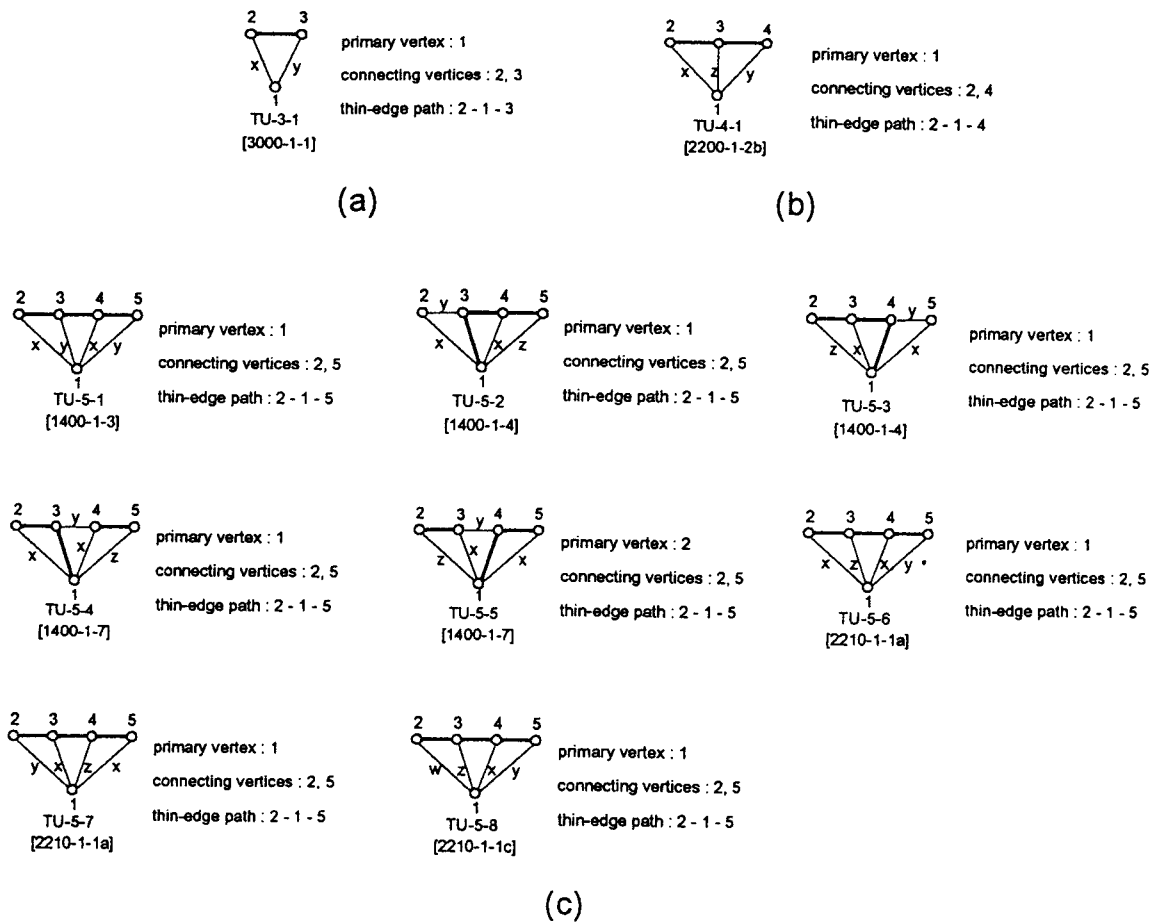 2 3
x y
1
TU-3-1
[3000-1-1]
primary vertex : 1
connecting vertices : 2, 3
thin-edge path : 2 - 1 - 3
(a)
2 3 4
x z y
1
TU-4-1
[2200-1-2b]
primary vertex : 1
connecting vertices : 2, 4
thin-edge path : 2 - 1 - 4
(b)
2 3 4 5
x y x y
1
TU-5-1
[1400-1-3]
primary vertex : 1
connecting vertices : 2, 5
thin-edge path : 2 - 1 - 5
2 y 3 4 5
x x z
1
TU-5-2
[1400-1-4]
primary vertex : 1
connecting vertices : 2, 5
thin-edge path : 2 - 1 - 5
2 3 4 y 5
z x x
1
TU-5-3
[1400-1-4]
primary vertex : 1
connecting vertices : 2, 5
thin-edge path : 2 - 1 - 5
2 3 y 4 5
x x z
1
TU-5-4
[1400-1-7]
primary vertex : 1
connecting vertices : 2, 5
thin-edge path : 2 - 1 - 5
2 3 y 4 5
z x x
1
TU-5-5
[1400-1-7]
primary vertex : 2
connecting vertices : 2, 5
thin-edge path : 2 - 1 - 5
2 3 4 5
x z x y
1
TU-5-6
[2210-1-1a]
primary vertex : 1
connecting vertices : 2, 5
thin-edge path : 2 - 1 - 5
2 3 4 5
y x z x
1
TU-5-7
[2210-1-1a]
primary vertex : 1
connecting vertices : 2, 5
thin-edge path : 2 - 1 - 5
2 3 4 5
w z x y
1
TU-5-8
[2210-1-1c]
primary vertex : 1
connecting vertices : 2, 5
thin-edge path : 2 - 1 - 5
(c)